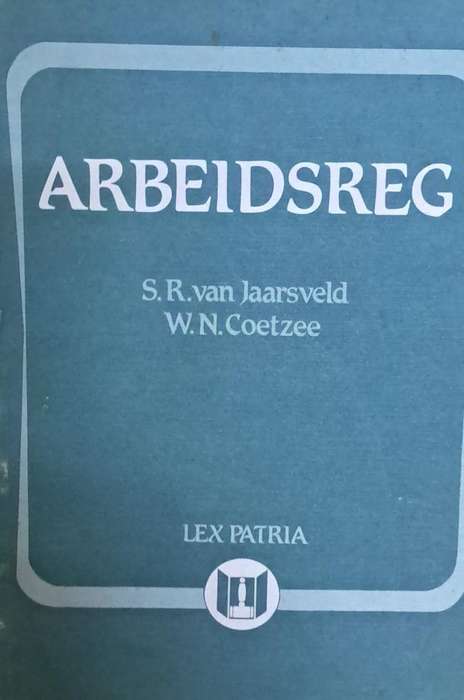 ARBEIDSREG
S. R. van Jaarsveld
W. N. Coetzee
LEX PATRIA